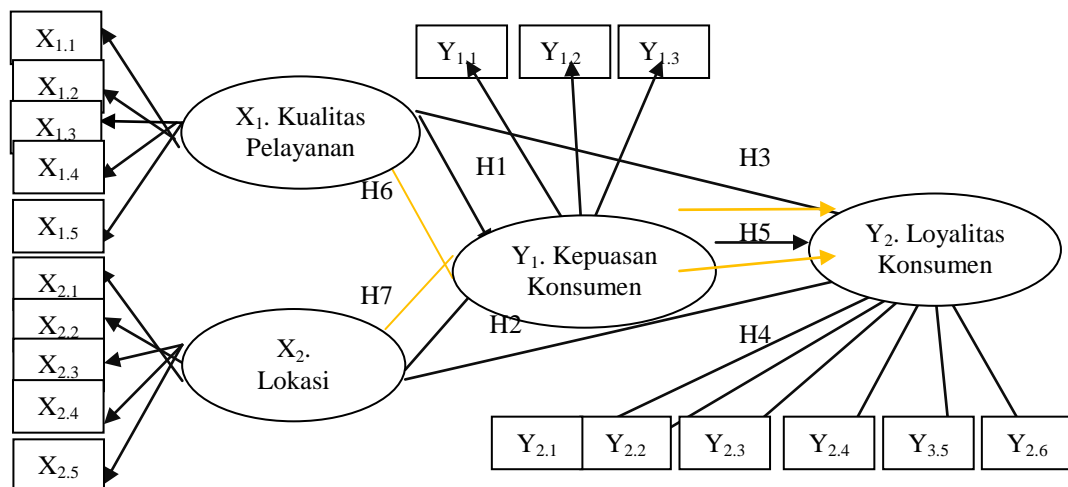 X1.1
X1.2
X1.3
X1.4
X1.5
X2.1
X2.2
X2.3
X2.4
X2.5
X1. Kualitas
Pelayanan
X2.
Lokasi
Y1.1
Y1.2
Y1.3
H1
H6
H7
H2
Y1. Kepuasan
Konsumen
H3
H5
H4
Y2. Loyalitas
Konsumen
Y2.1
Y2.2
Y2.3
Y2.4
Y3.5
Y2.6